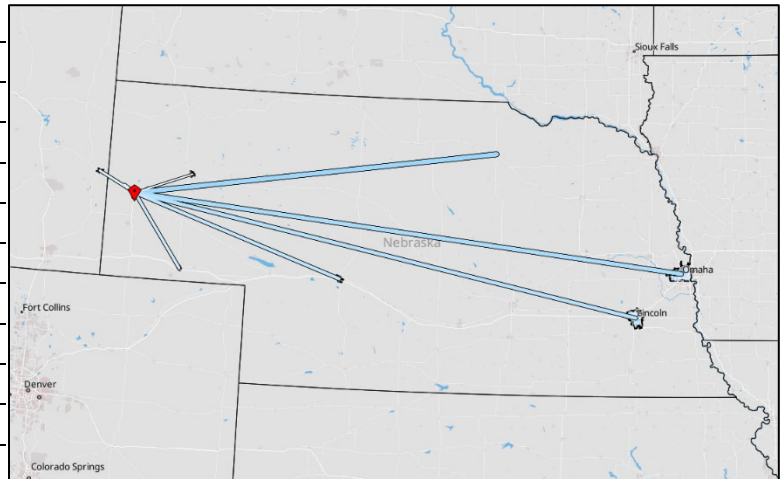 Sioux Falls
Nebraska
Omaha
Lincoln
Fort Collins
Denver
Colorado Springs